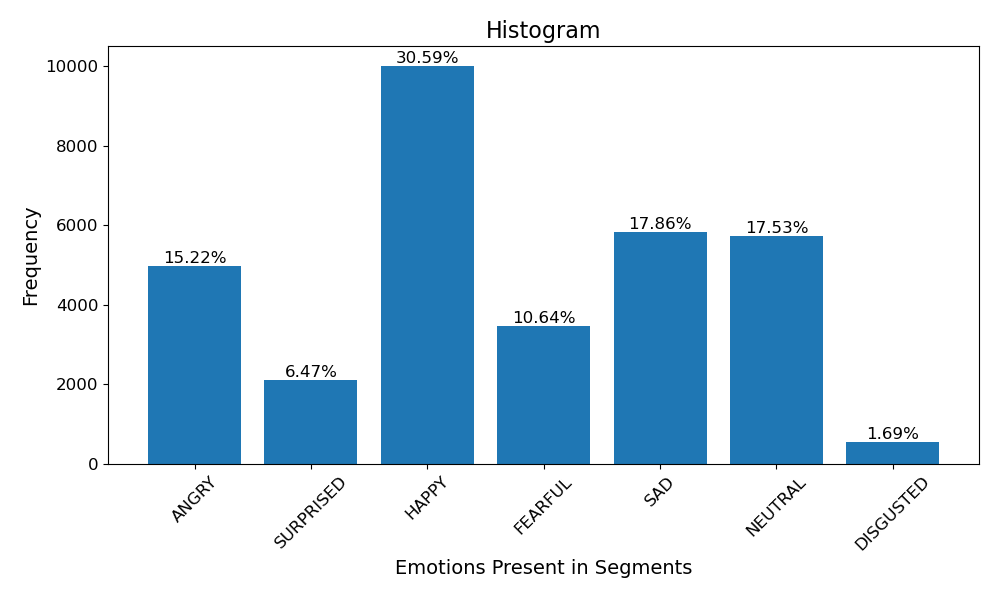 Histogram
30.59%
17.86%
17.53%
15.22%
10.64%
6.47%
1.69%
10000
8000
6000
4000
2000
0
Frequency
ANGRY
SURPRISED
HAPPY
FEARFUL
SAD
NEUTRAL
DISGUSTED
Emotions Present in Segments